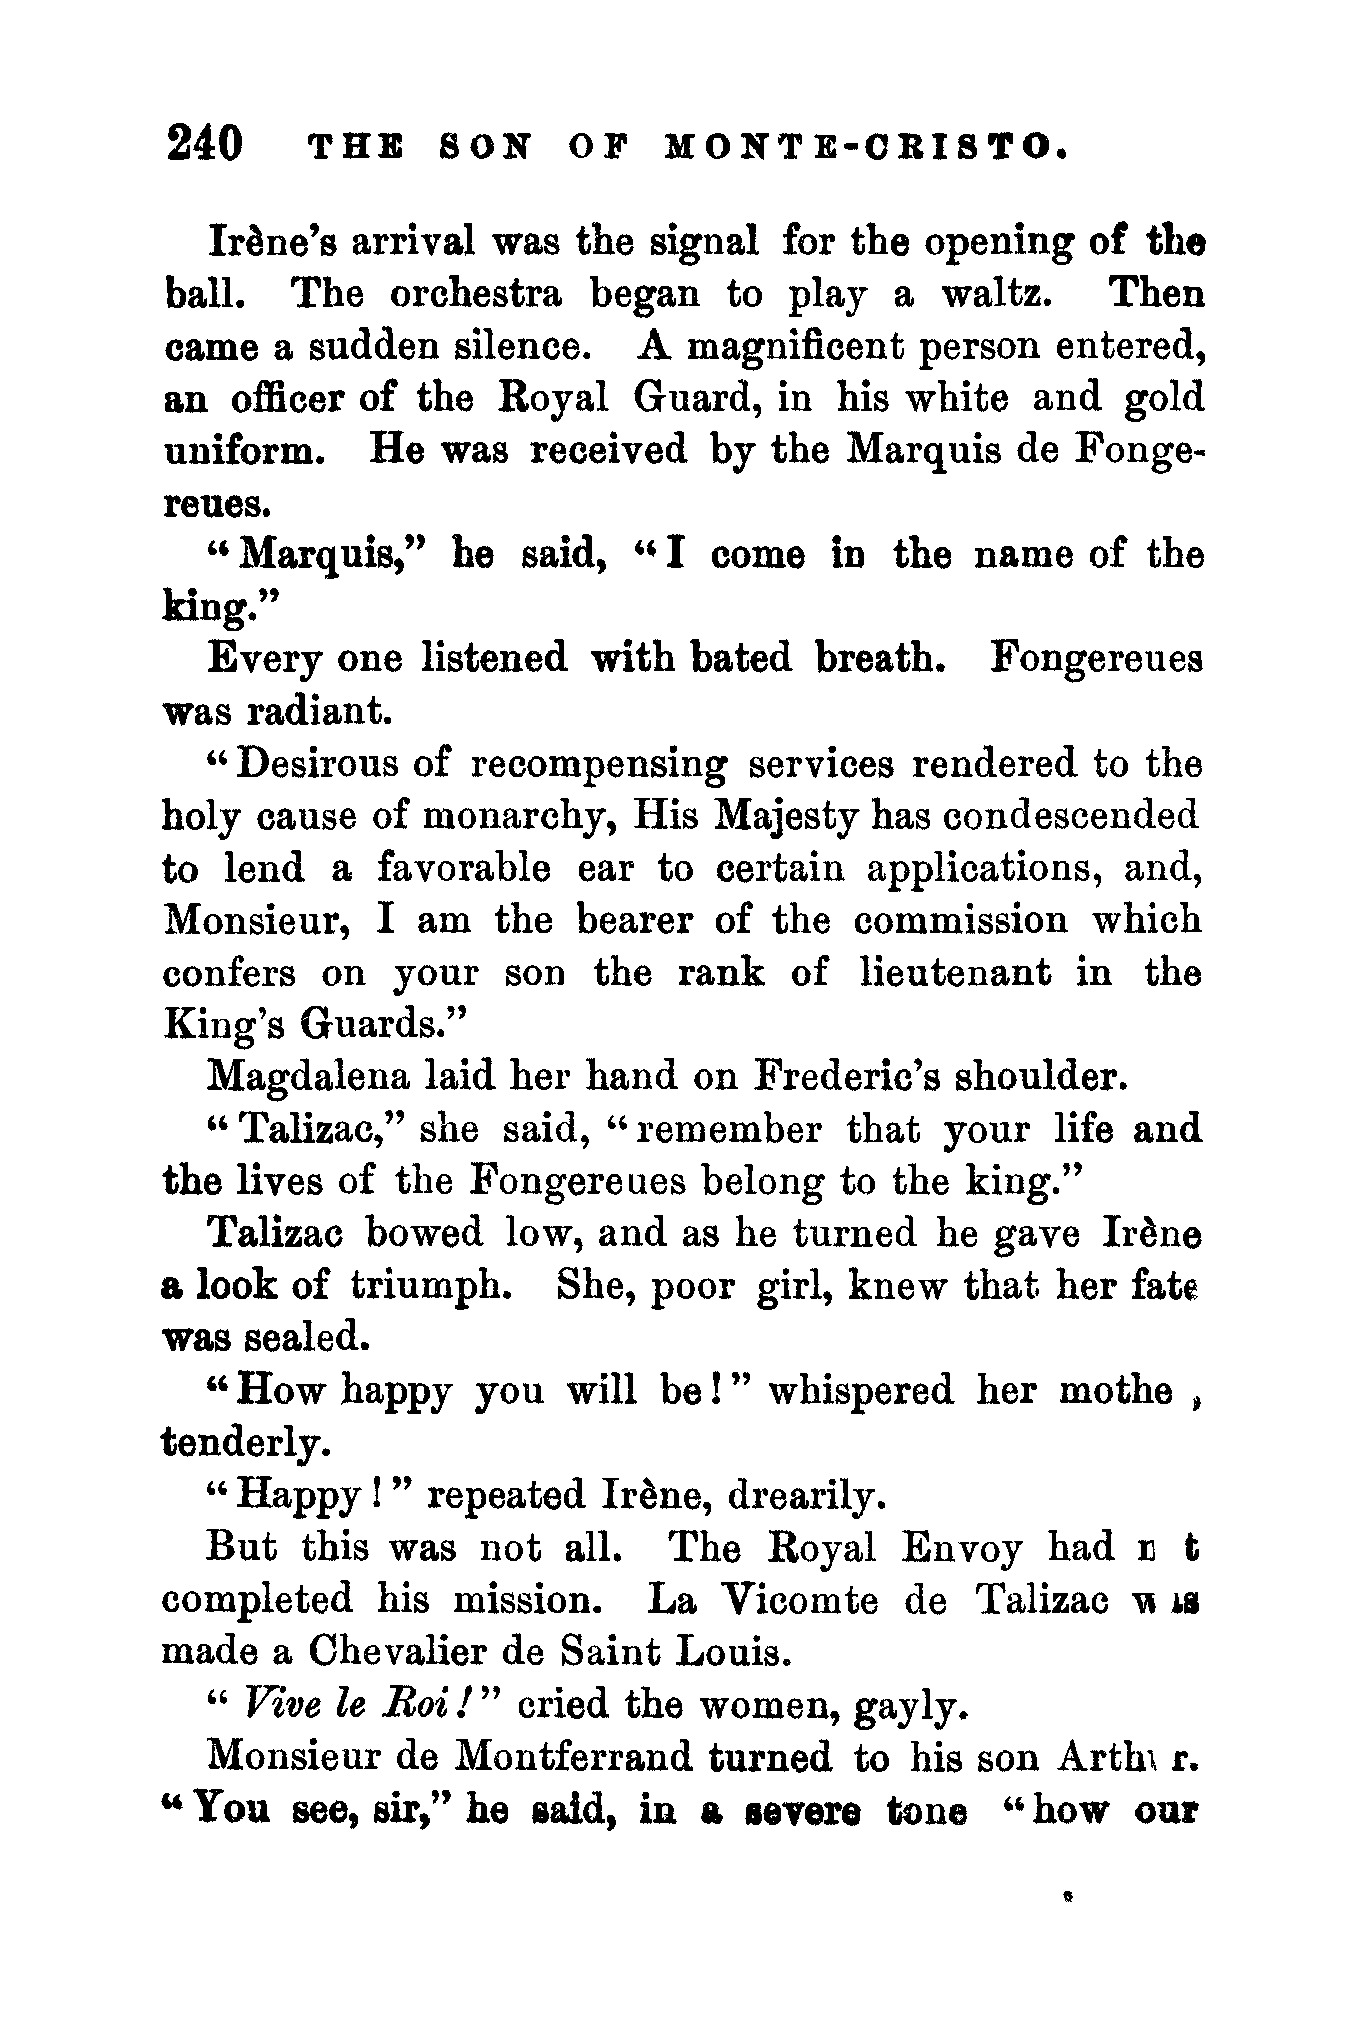 240 THE SON OF MONTE-CRISTO.
Irène's arrival was the signal for the opening of the
ball. The orchestra began to play a waltz. Then
came a sudden silence. A magnificent person entered,
an officer of the Royal Guard, in his white and gold
uniform. He was received by the Marquis de Fonge-
reues.
"Marquis," he said, "I come in the name of the
king."
Every one listened with bated breath. Fongereues
was radiant.
"Desirous of recompensing services rendered to the
holy cause of monarchy, His Majesty has condescended
to lend a favorable ear to certain applications, and,
Monsieur, I am the bearer of the commission which
confers on your son the rank of lieutenant in the
King's Guards."
Magdalena laid her hand on Frederic's shoulder.
"Talizac," she said, "remember that your life and
the lives of the Fongereues belong to the king."
Talizac bowed low, and as he turned he gave Irène
a look of triumph. She, poor girl, knew that her fate
was sealed.
"How happy you will be!" whispered her mothe ,
tenderly.
"Happy!" repeated Irène, drearily.
But this was not all. The Royal Envoy had n t
completed his mission. La Vicomte de Talizac was
made a Chevalier de Saint Louis.
"Vive le Roi!" cried the women, gayly.
Monsieur de Montferrand turned to his son Arthur.
"You see, sir," he said, in a severe tone "how our